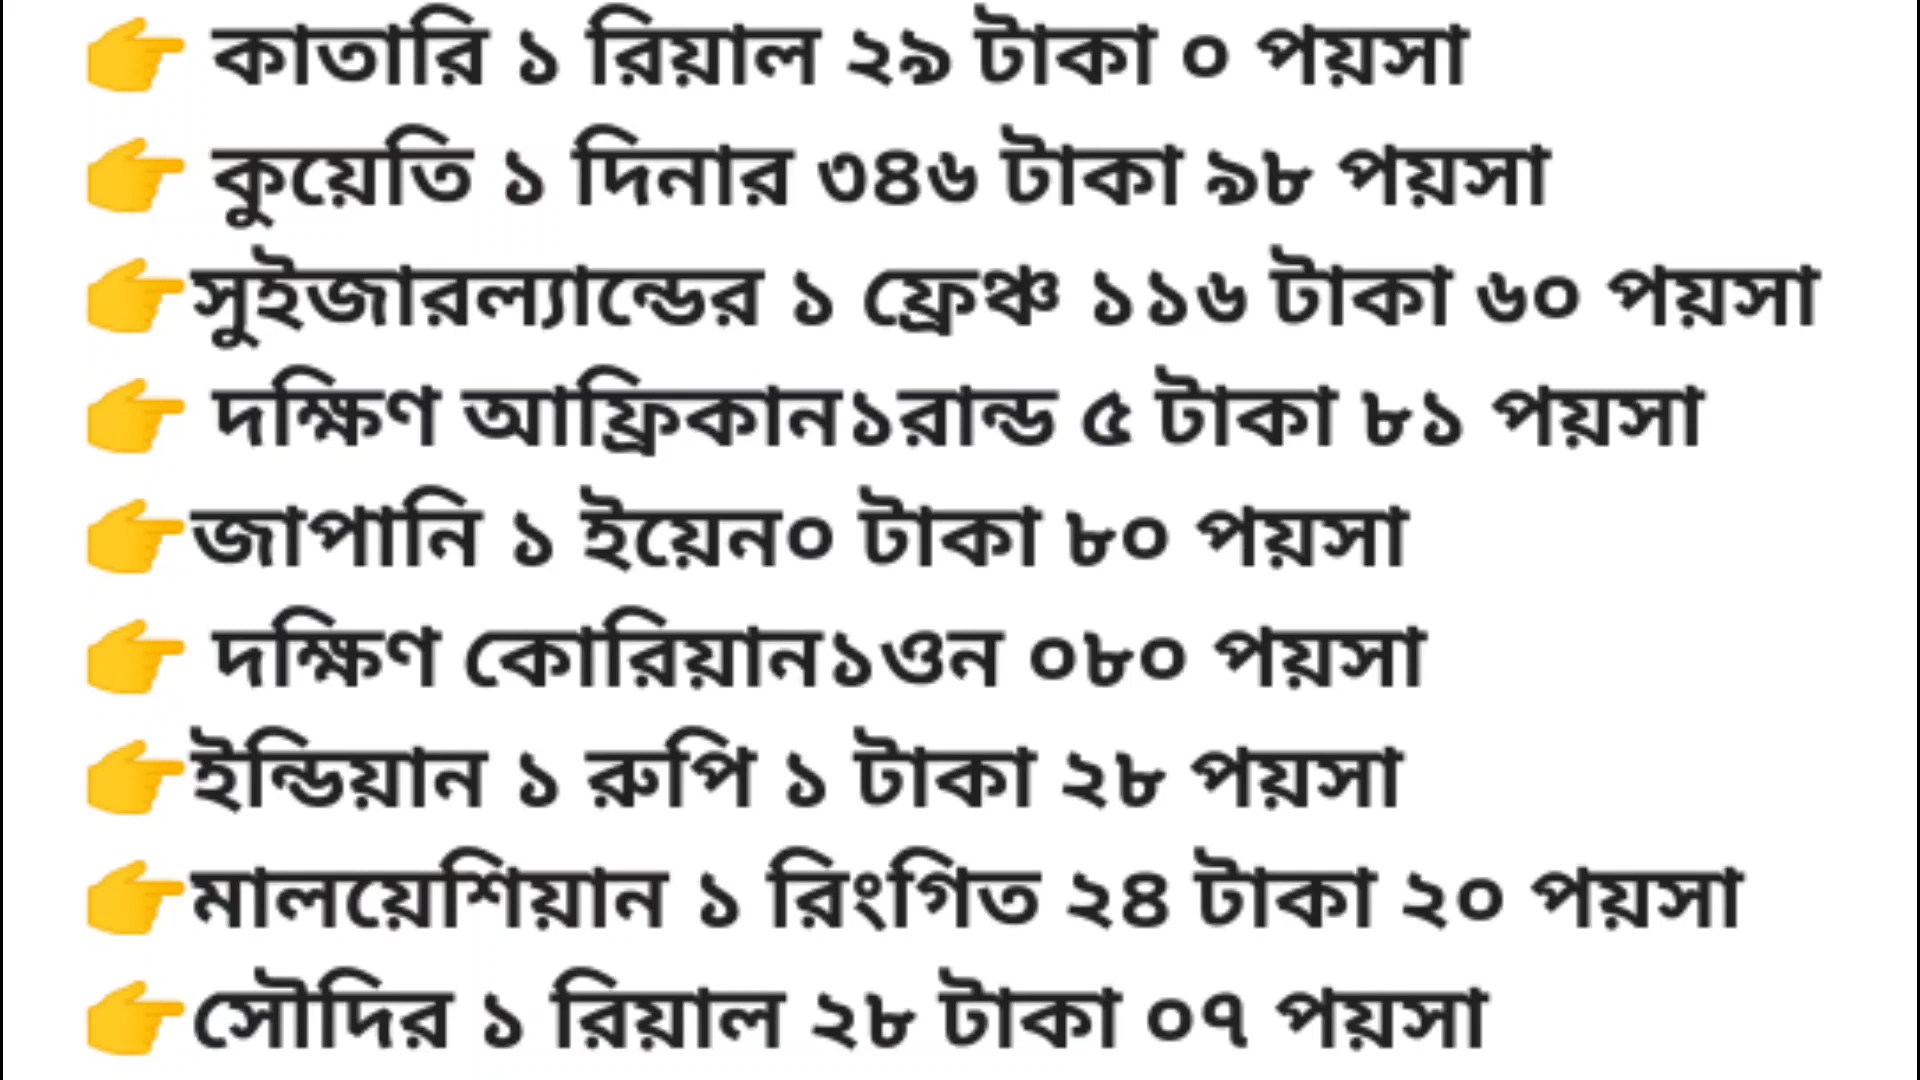 👉 কাতারি ১ রিয়াল ২৯ টাকা ০ পয়সা
👉 কুয়েতি ১ দিনার ৩৪৬ টাকা ৯৮ পয়সা
👉সুইজারল্যান্ডের ১ ফ্রেঞ্চ ১১৬ টাকা ৬০ পয়সা
👉 দক্ষিণ আফ্রিকান১রান্ড ৫ টাকা ৮১ পয়সা
👉জাপানি ১ ইয়েন০ টাকা ৮০ পয়সা
👉 দক্ষিণ কোরিয়ান১ওন ০৮০ পয়সা
👉ইন্ডিয়ান ১ রুপি ১ টাকা ২৮ পয়সা
👉মালয়েশিয়ান ১ রিংগিত ২৪ টাকা ২০ পয়সা
👉সৌদির ১ রিয়াল ২৮ টাকা ০৭ পয়সা